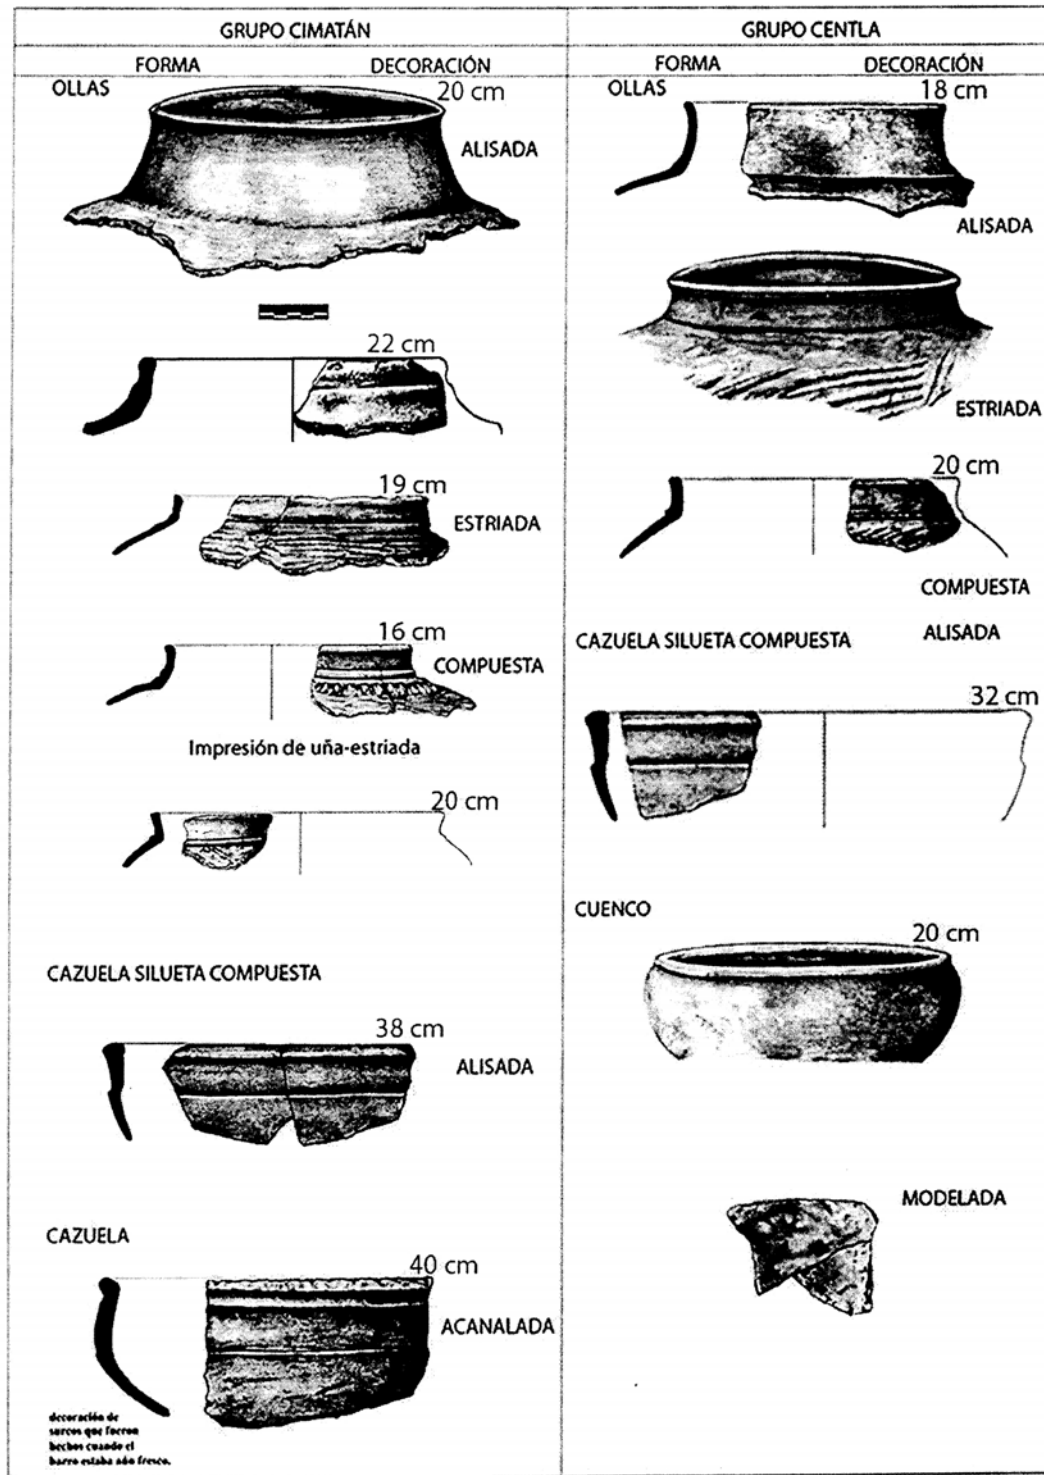 GRUPO CIMATÁN
FORMA DECORACIÓN
OLLAS
20 cm
ALISADA
22 cm
19 cm
ESTRIADA
16 cm
COMPUESTA
Impresión de uña-estriada
20 cm
CAZUELA SILUETA COMPUESTA
38 cm
ALISADA
CAZUELA
40 cm
ACANALADA
decoración de
surcos que fueron
hechos cuando el
barro estaba aún fresco.
GRUPO CENTLA
FORMA DECORACIÓN
OLLAS
18 cm
ALISADA
ESTRIADA
20 cm
COMPUESTA
CAZUELA SILUETA COMPUESTA ALISADA
32 cm
CUENCO
20 cm
MODELADA